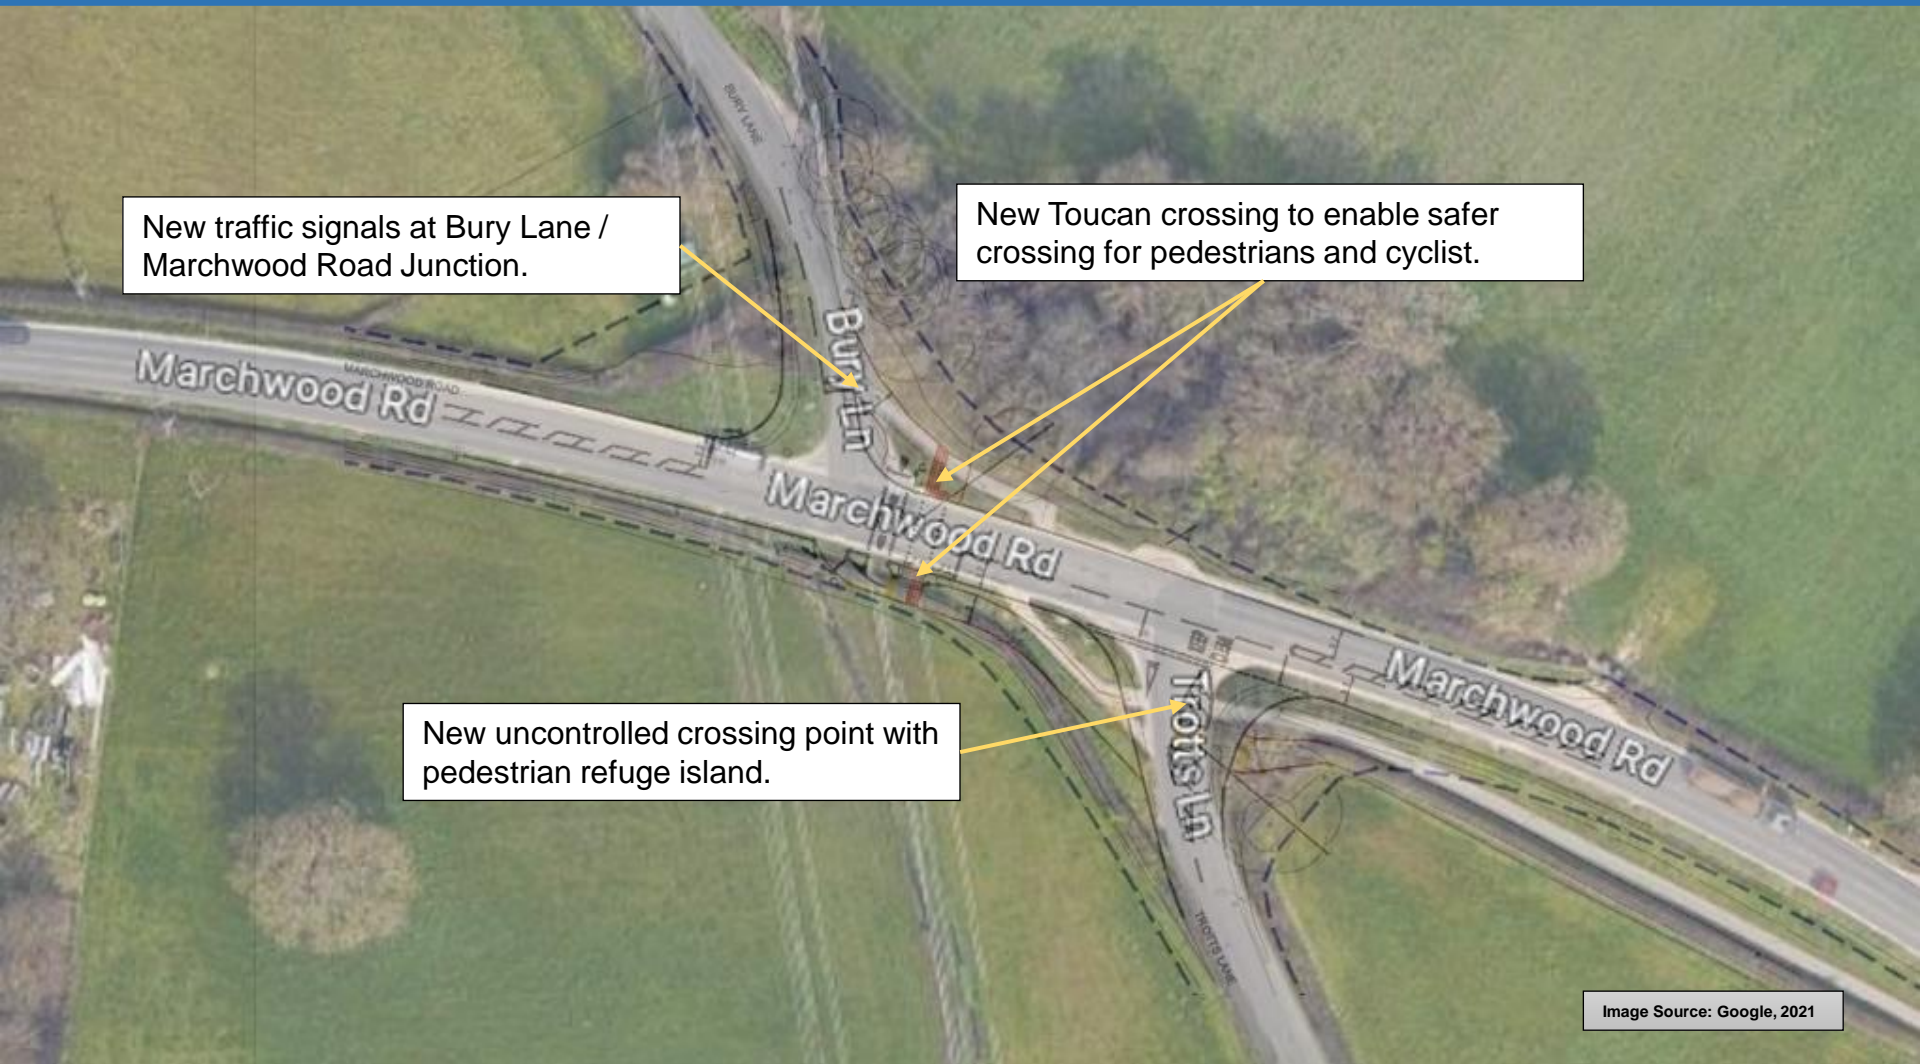 BURY LANE
New traffic signals at Bury Lane /
Marchwood Road Junction.
New Toucan crossing to enable safer
crossing for pedestrians and cyclist.
Bury Ln
Marchwood Rd
MARCHWOOD ROAD
Marchwood Rd
Marchwood Rd
New uncontrolled crossing point with
pedestrian refuge island.
Trotts Ln
TROTTS LANE
Image Source: Google, 2021